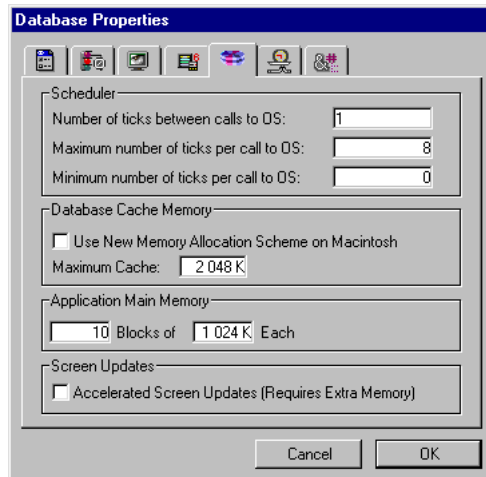 Database Properties
&#
Scheduler
Number of ticks between calls to OS: 1
Maximum number of ticks per call to OS: 8
Minimum number of ticks per call to OS: 0
Database Cache Memory
Use New Memory Allocation Scheme on Macintosh
Maximum Cache: 2 048 K
Application Main Memory
10 Blocks of 1 024 K Each
Screen Updates
Accelerated Screen Updates (Requires Extra Memory)
Cancel OK